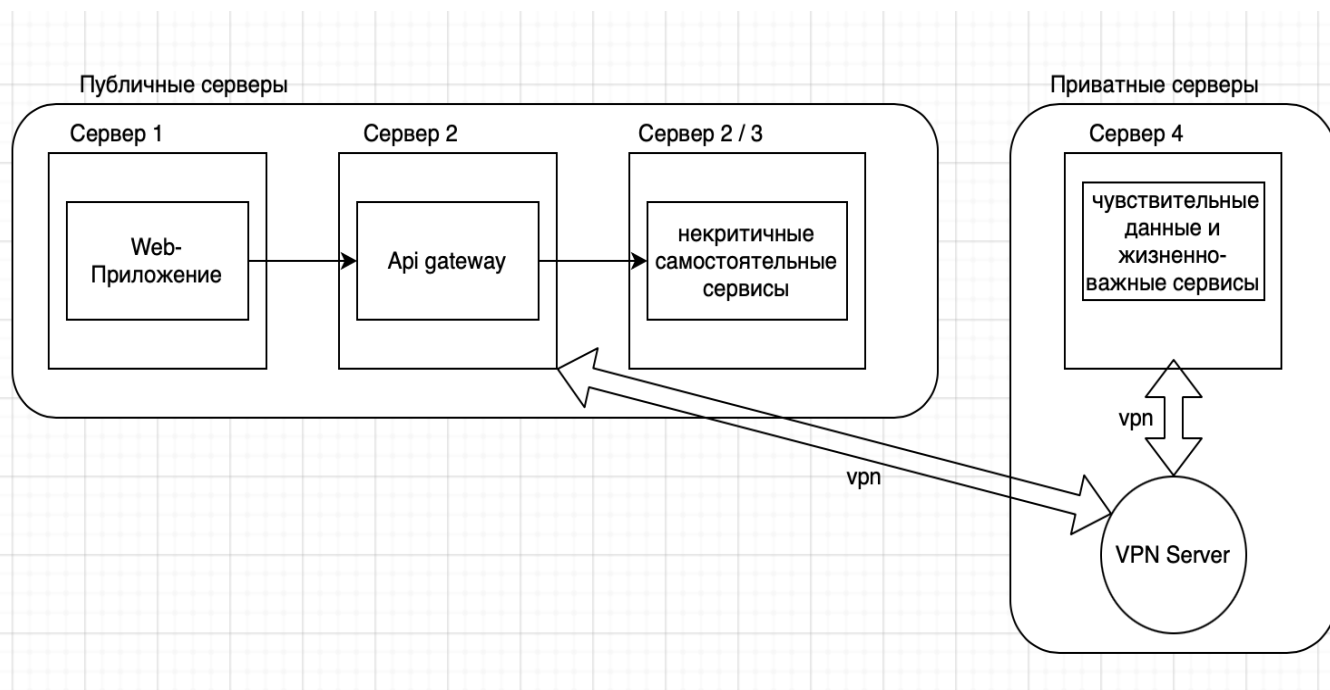 Публичные серверы
Сервер 1
Web-
Приложение
Сервер 2
Api gateway
Сервер 2 / 3
некритичные
самостоятельные
сервисы
vpn
Приватные серверы
Сервер 4
чувствительные
данные и
жизненно-
важные сервисы
vpn
VPN Server